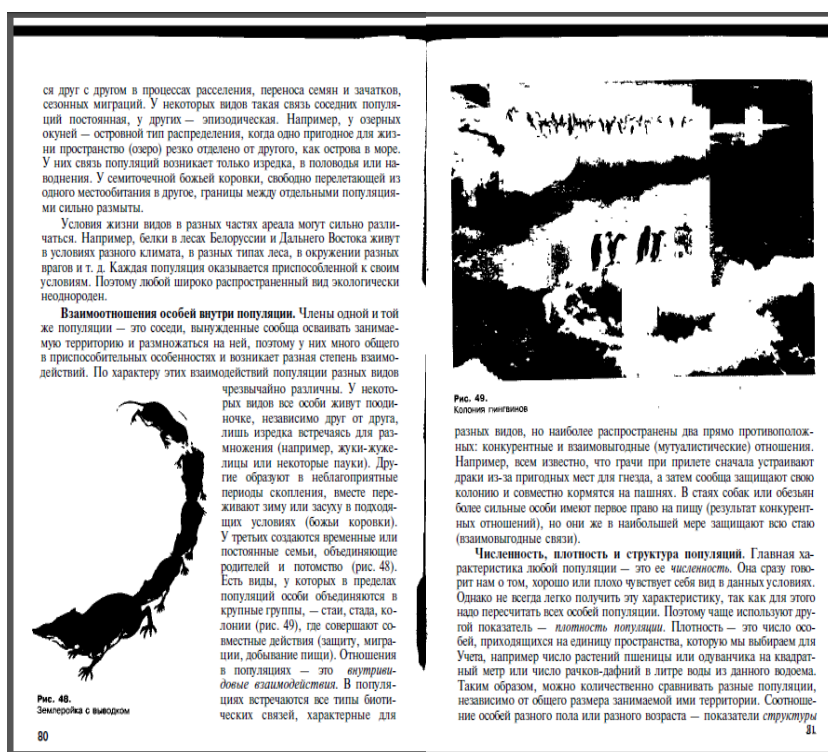 ся друг с другом в процессах расселения, переноса семян и зачатков,
сезонных миграций. У некоторых видов такая связь соседних популя-
ций постоянная, у других — эпизодическая. Например, у озерных
окуней — островной тип распределения, когда одно пригодное для жиз-
ни пространство (озеро) резко отделено от другого, как острова в море.
У них связь популяций возникает только изредка, в половодья или на-
воднения. У семиточечной божьей коровки, свободно перелетающей из
одного местообитания в другое, границы между отдельными популяция-
ми сильно размыты.
Условия жизни видов в разных частях ареала могут сильно разли-
чаться. Например, белки в лесах Белоруссии и Дальнего Востока живут
в условиях разного климата, в разных типах леса, в окружении разных
врагов и т. д. Каждая популяция оказывается приспособленной к своим
условиям. Поэтому любой широко распространенный вид экологически
неоднороден.
Взаимоотношения особей внутри популяции. Члены одной и той
же популяции — это соседи, вынужденные сообща осваивать занимае-
мую территорию и размножаться на ней, поэтому у них много общего
в приспособительных особенностях и возникает разная степень взаимо-
действий. По характеру этих взаимодействий популяции разных видов
чрезвычайно различны. У некото-
рых видов все особи живут пооди-
ночке, независимо друг от друга,
лишь изредка встречаясь для раз-
множения (например, жуки-жуже-
лицы или некоторые пауки). Дру-
гие образуют в неблагоприятные
периоды скопления, вместе пере-
живают зиму или засуху в подходя-
щих условиях (божьи коровки).
У третьих создаются временные или
постоянные семьи, объединяющие
родителей и потомство (рис. 48).
Есть виды, у которых в пределах
популяций особи объединяются в
крупные группы, — стаи, стада, ко-
лонии (рис. 49), где совершают со-
вместные действия (защиту, мигра-
ции, добывание пищи). Отношения
в популяциях — это внутриви-
довые взаимодействия. В популя-
циях встречаются все типы биоти-
ческих связей, характерные для
Рис. 48.
Землеройка с выводком
80
Рис. 49.
Колония пингвинов
разных видов, но наиболее распространены два прямо противополож-
ных: конкурентные и взаимовыгодные (мутуалистические) отношения.
Например, всем известно, что грачи при прилете сначала устраивают
драки из-за пригодных мест для гнезда, а затем сообща защищают свою
колонию и совместно кормятся на пашнях. В стаях собак или обезьян
более сильные особи имеют первое право на пищу (результат конкурент-
ных отношений), но они же в наибольшей мере защищают всю стаю
(взаимовыгодные связи).
Численность, плотность и структура популяций. Главная ха-
рактеристика любой популяции — это ее численность. Она сразу гово-
рит нам о том, хорошо или плохо чувствует себя вид в данных условиях.
Однако не всегда легко получить эту характеристику, так как для этого
надо пересчитать всех особей популяции. Поэтому чаще используют дру-
гой показатель — плотность популяции. Плотность — это число осо-
бей, приходящихся на единицу пространства, которую мы выбираем для
Учета, например число растений пшеницы или одуванчика на квадрат-
ный метр или число рачков-дафний в литре воды из данного водоема.
Таким образом, можно количественно сравнивать разные популяции,
независимо от общего размера занимаемой ими территории. Соотноше-
ние особей разного пола или разного возраста — показатели структуры